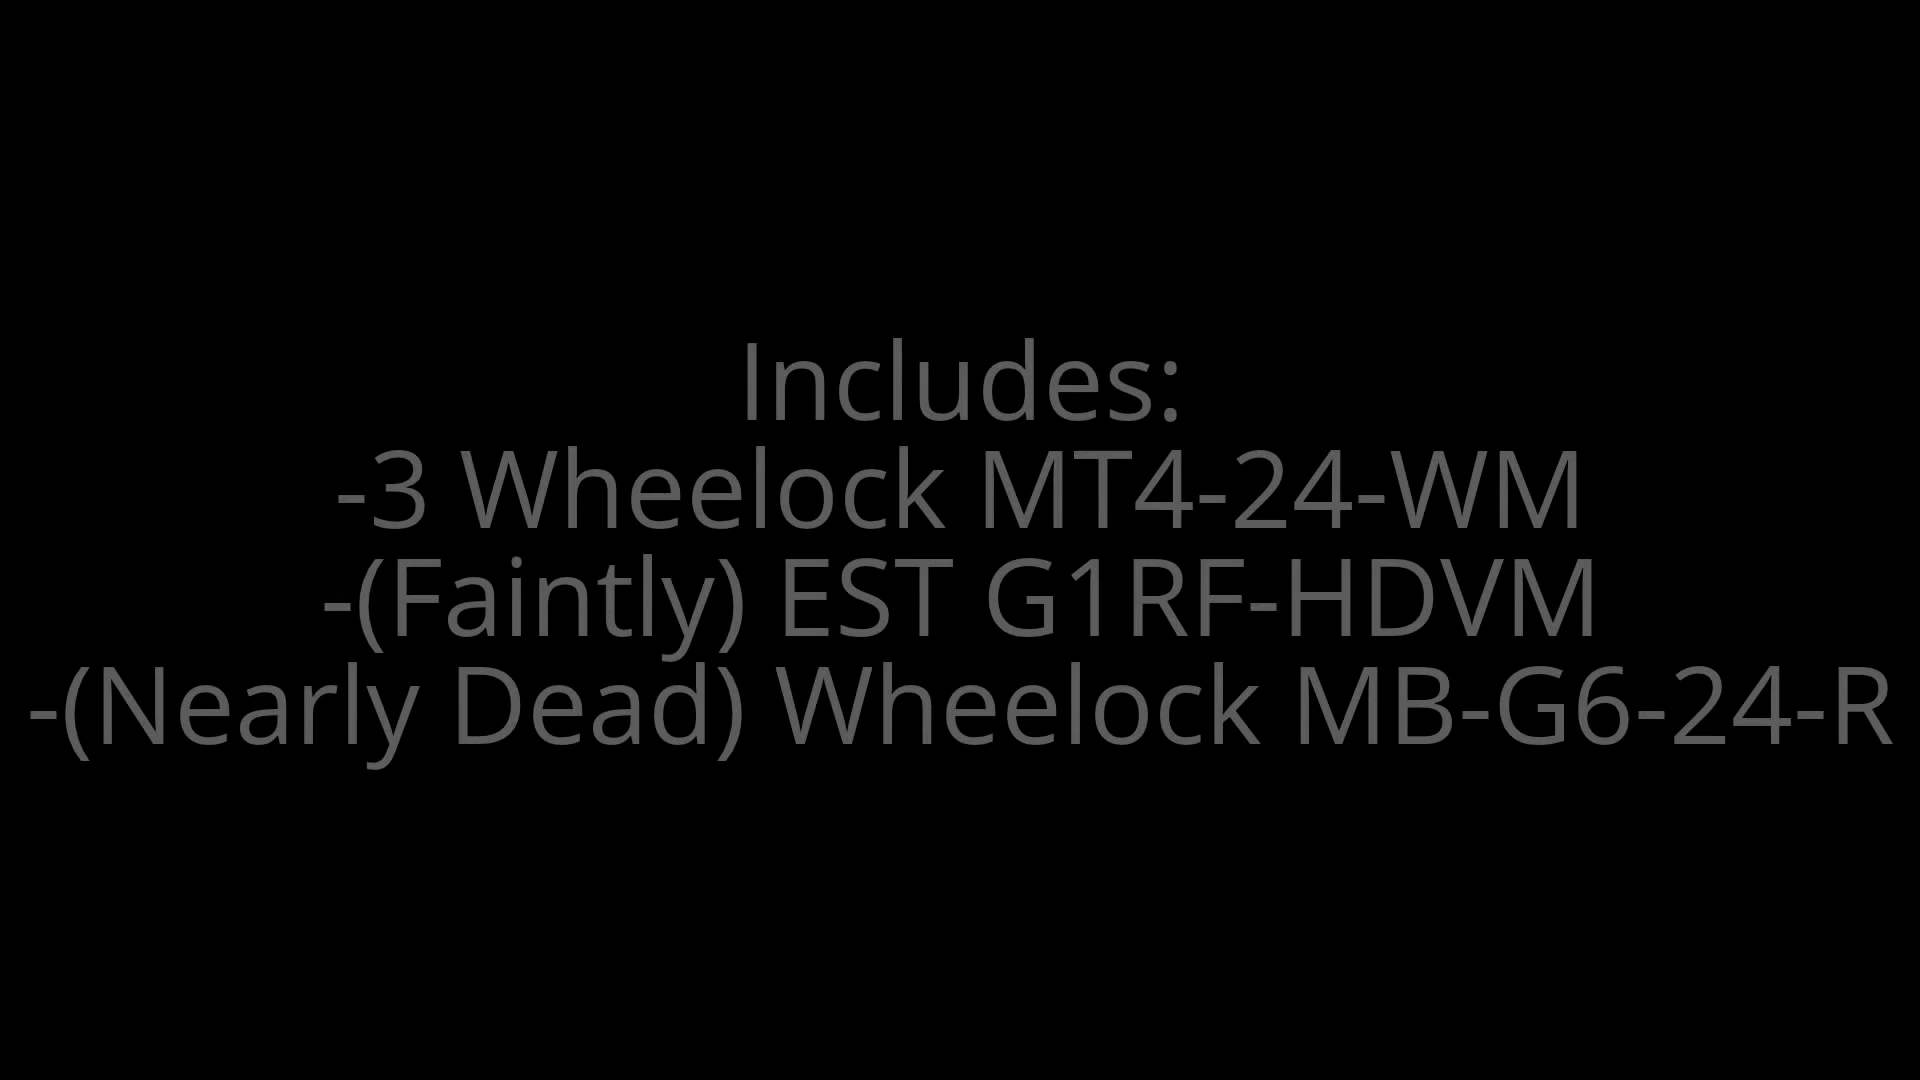 Includes:
-3 Wheelock MT4-24-WM
-(Faintly) EST G1RF-HDVM
-(Nearly Dead) Wheelock MB-G6-24-R